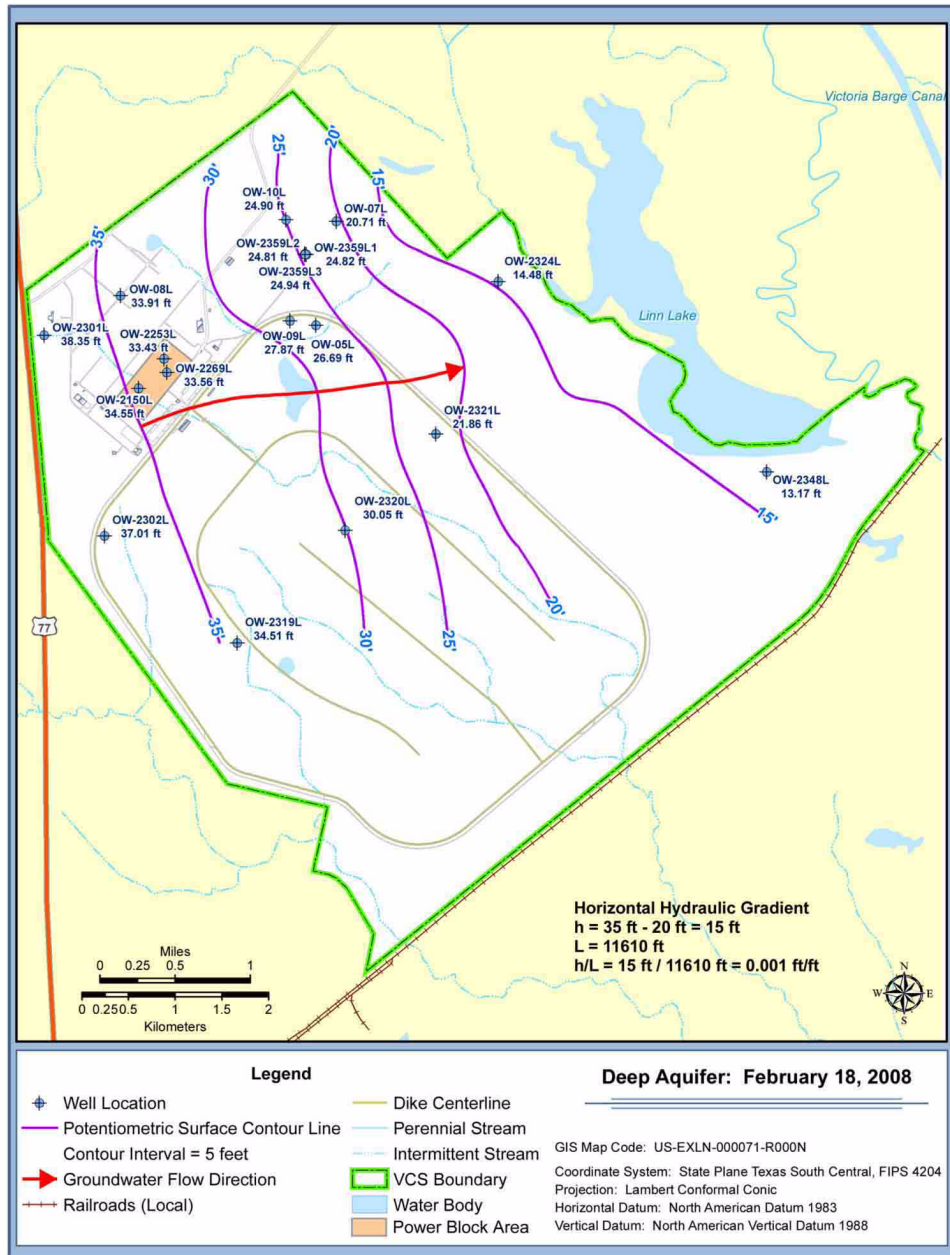 Victoria Barge Canal
20'
25'
15'
30'
OW-10L
24.90 ft
OW-07L
20.71 ft
35'
OW-2359L2
24.81 ft
OW-2359L1
24.82 ft
OW-2359L3
24.94 ft
OW-2324L
14.48 ft
OW-08L
33.91 ft
Linn Lake
OW-2301L
38.35 ft
OW-2253L
33.43 ft
OW-09L
27.87 ft
OW-05L
26.69 ft
OW-2269L
33.56 ft
OW-2150L
34.55 ft
OW-2321L
21.86 ft
OW-2348L
13.17 ft
OW-2320L
30.05 ft
15'
OW-2302L
37.01 ft
20'
77
35'
OW-2319L
34.51 ft
30'
25'
Horizontal Hydraulic Gradient
h = 35 ft - 20 ft = 15 ft
L = 11610 ft
h/L = 15 ft / 11610 ft = 0.001 ft/ft
Miles
0 0.25 0.5 1
0 0.25 0.5 1 1.5 2
Kilometers
N
W E
S
Legend
Well Location
Potentiometric Surface Contour Line
Contour Interval = 5 feet
Groundwater Flow Direction
Railroads (Local)
Dike Centerline
Perennial Stream
Intermittent Stream
VCS Boundary
Water Body
Power Block Area
Deep Aquifer: February 18, 2008
GIS Map Code: US-EXLN-000071-R000N
Coordinate System: State Plane Texas South Central, FIPS 4204
Projection: Lambert Conformal Conic
Horizontal Datum: North American Datum 1983
Vertical Datum: North American Vertical Datum 1988